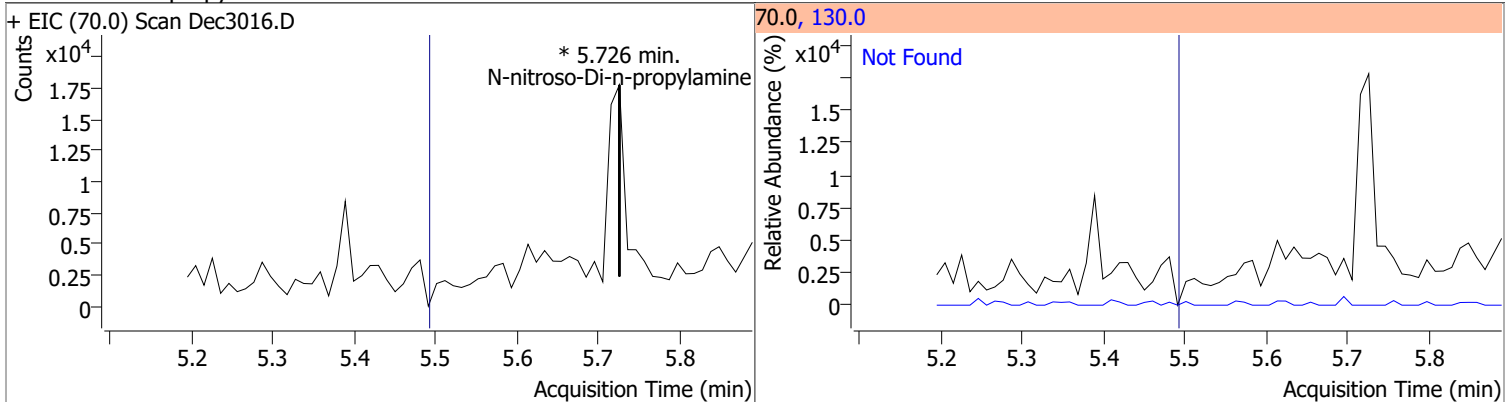 + EIC (70.0) Scan Dec3016.D
Counts
x10^4
* 5.726 min.
N-nitroso-Di-n-propylamine
1.75
1.5
1.25
1
0.75
0.5
0.25
0
5.2 5.3 5.4 5.5 5.6 5.7 5.8
Acquisition Time (min)
70.0, 130.0
Relative Abundance (%)
x10^4
Not Found
1.5
1.25
1
0.75
0.5
0.25
0
5.2 5.3 5.4 5.5 5.6 5.7 5.8
Acquisition Time (min)